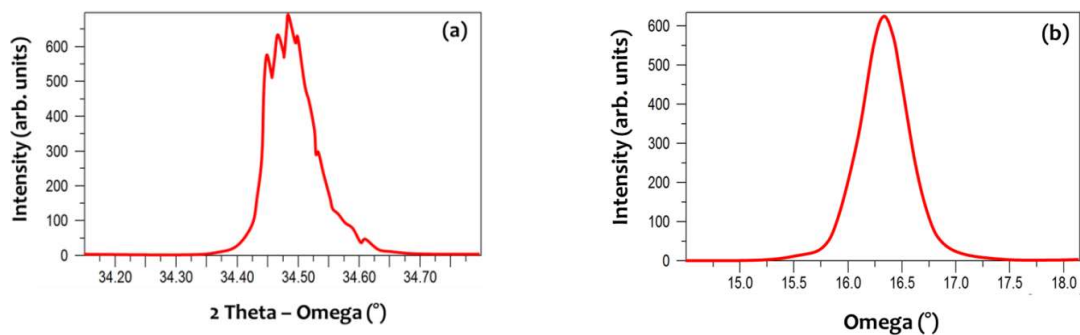 (a)
Intensity (arb. units)
600
500
400
300
200
100
0
34.20 34.30 34.40 34.50 34.60 34.70
2 Theta – Omega (°)
(b)
Intensity (arb. units)
600
500
400
300
200
100
0
15.0 15.5 16.0 16.5 17.0 17.5 18.0
Omega (°)